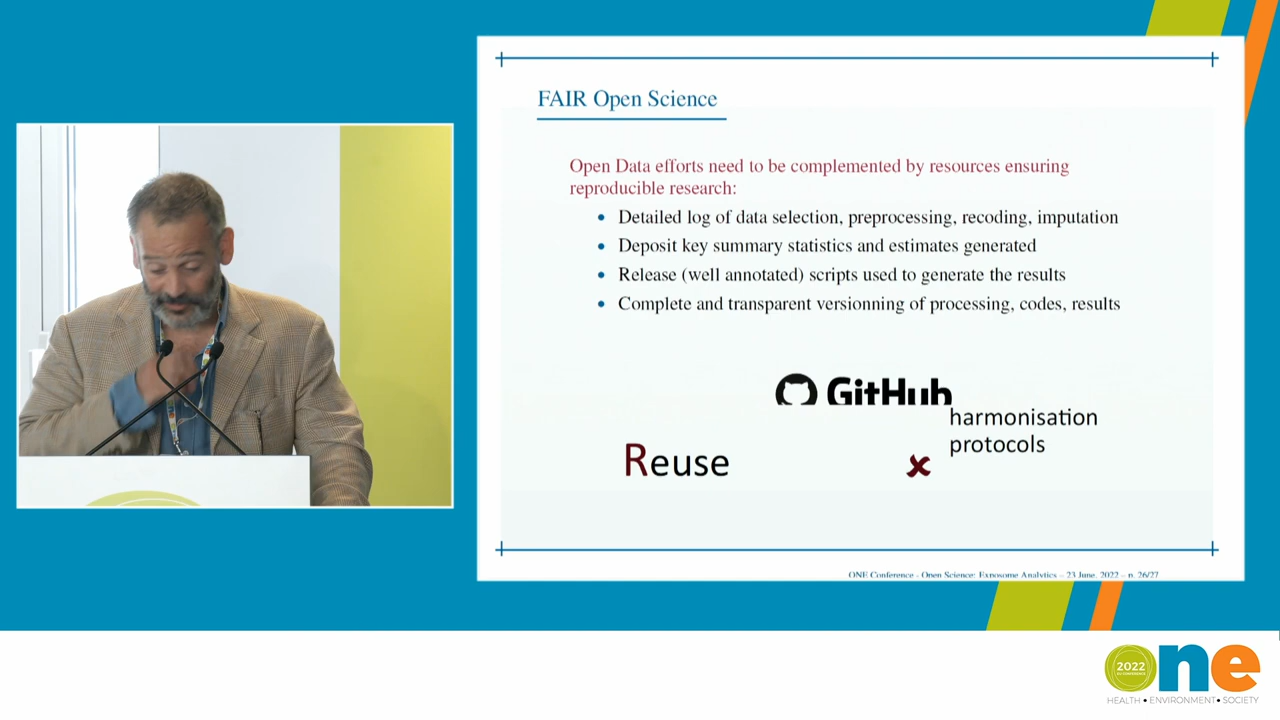 FAIR Open Science
Open Data efforts need to be complemented by resources ensuring
reproducible research:
• Detailed log of data selection, preprocessing, recoding, imputation
• Deposit key summary statistics and estimates generated
• Release (well annotated) scripts used to generate the results
• Complete and transparent versionning of processing, codes, results
GitHub
harmonisation
protocols
Reuse
ONE Conference - Open Science: Exposome Analytics – 23 June, 2022 – p. 26/27
2022
one
HEALTH • ENVIRONMENT • SOCIETY